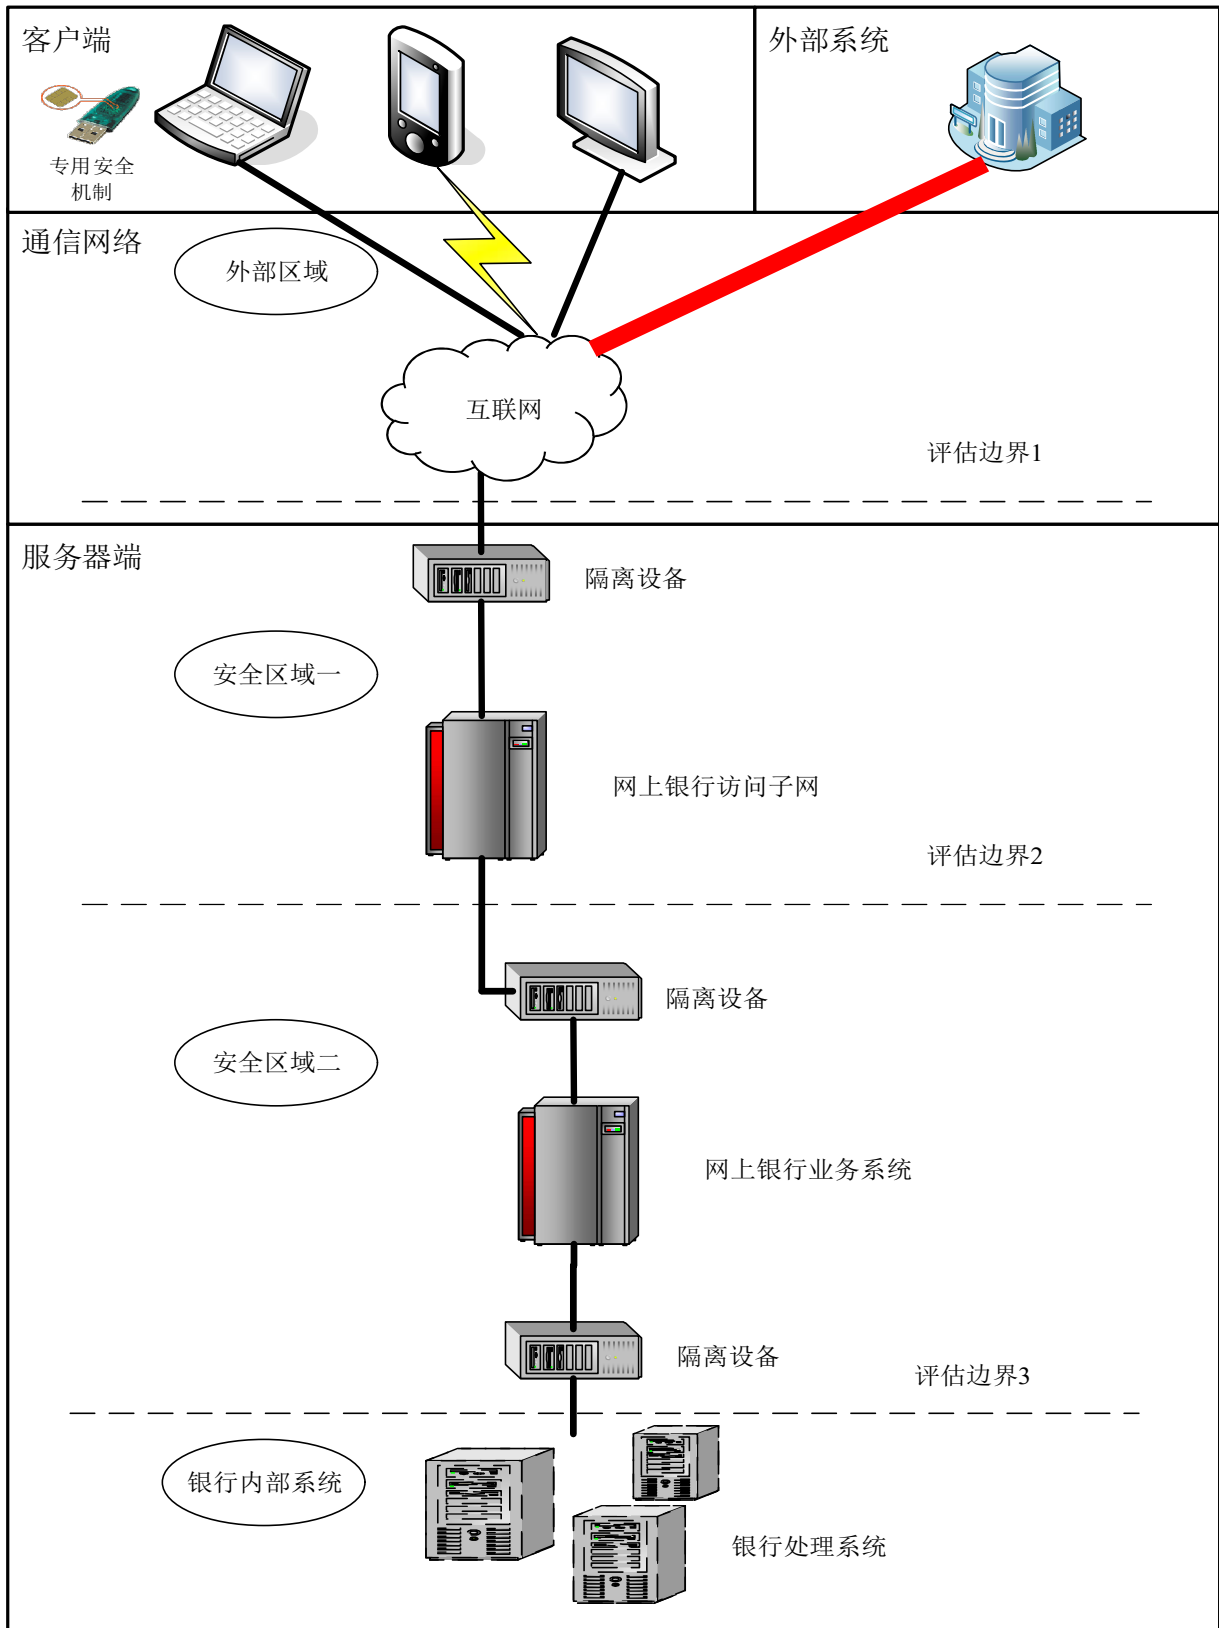 客户端
外部系统
专用安全
机制
通信网络
外部区域
互联网
评估边界1
服务器端
隔离设备
安全区域一
网上银行访问子网
评估边界2
隔离设备
安全区域二
网上银行业务系统
隔离设备
评估边界3
银行内部系统
银行处理系统